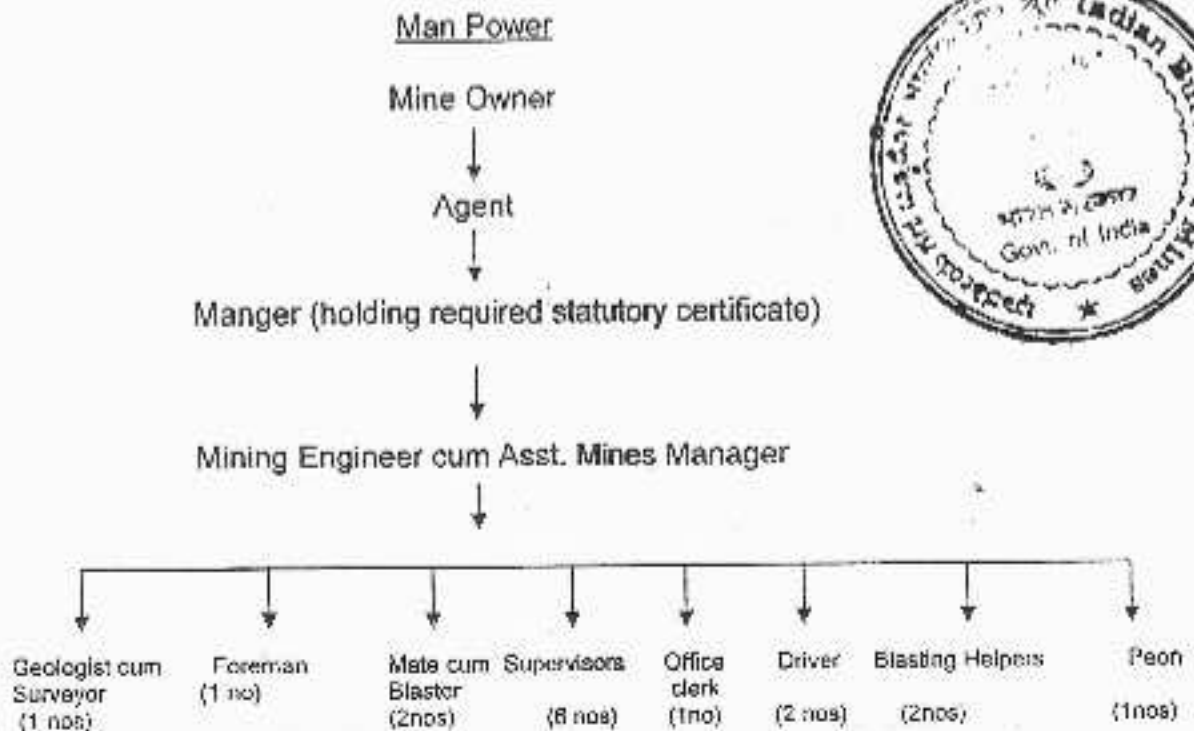 Man Power
Mine Owner
Agent
Manger (holding required statutory certificate)
Mining Engineer cum Asst. Mines Manager
Geologist cum
Surveyor
(1 nos)
Foreman
(1 no)
Mate cum
Blaster
(2nos)
Supervisors
(6 nos)
Office
clerk
(1no)
Driver
(2 nos)
Blasting Helpers
(2nos)
Peon
(1nos)
Indian
Govt. of India
Mines